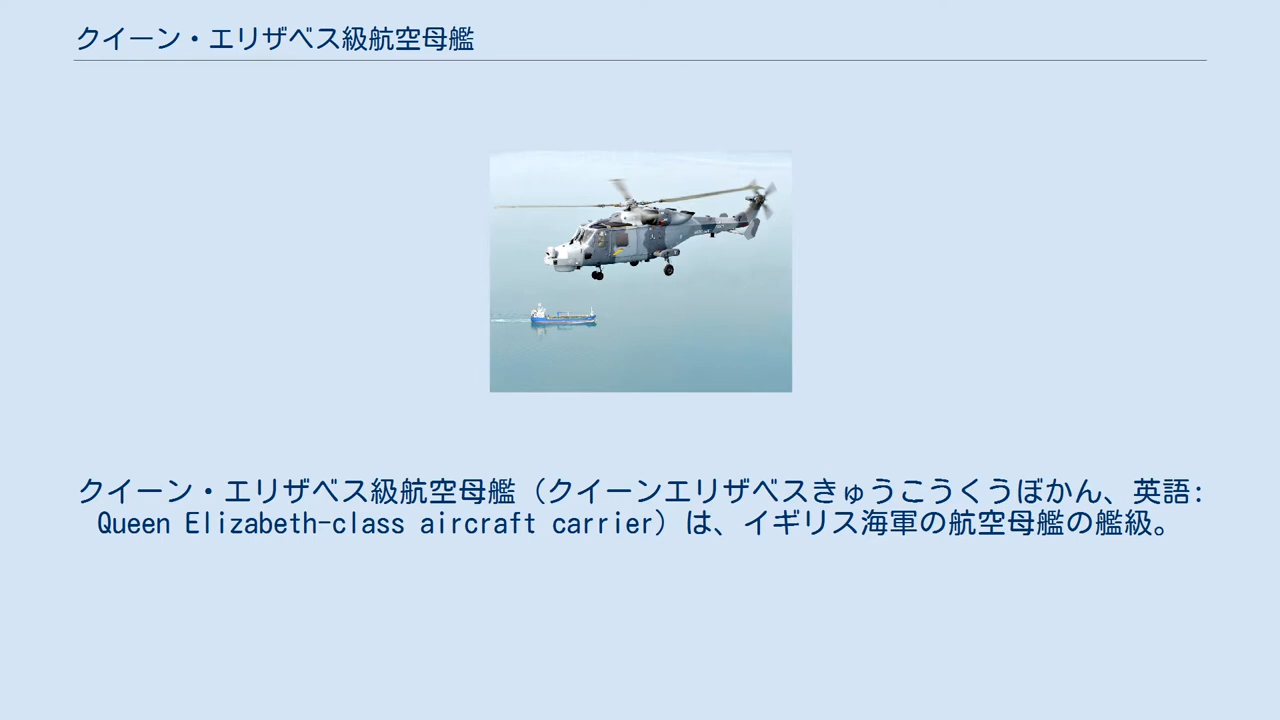 クイーン・エリザベス級航空母艦
クイーン・エリザベス級航空母艦（クイーンエリザベスきゅうこうくうぼかん、英語:
Queen Elizabeth-class aircraft carrier）は、イギリス海軍の航空母艦の艦級。